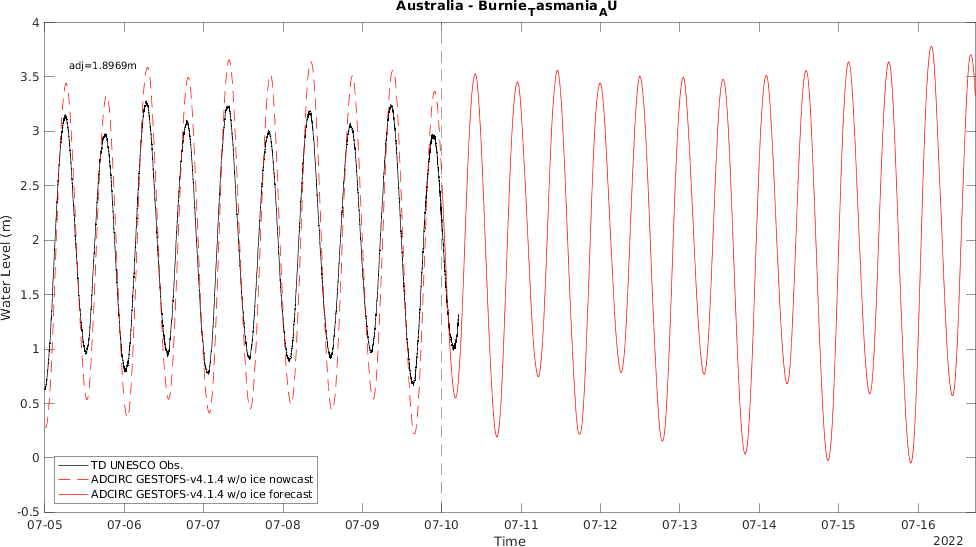 Australia - Burnie_Tasmania_AU
4
adj=1.8969m
3.5
3
2.5
2
1.5
1
0.5
0
-0.5
Water Level (m)
TD UNESCO Obs.
ADCIRC GESTOFS-v4.1.4 w/o ice nowcast
ADCIRC GESTOFS-v4.1.4 w/o ice forecast
07-05 07-06 07-07 07-08 07-09 07-10 07-11 07-12 07-13 07-14 07-15 07-16
Time
2022